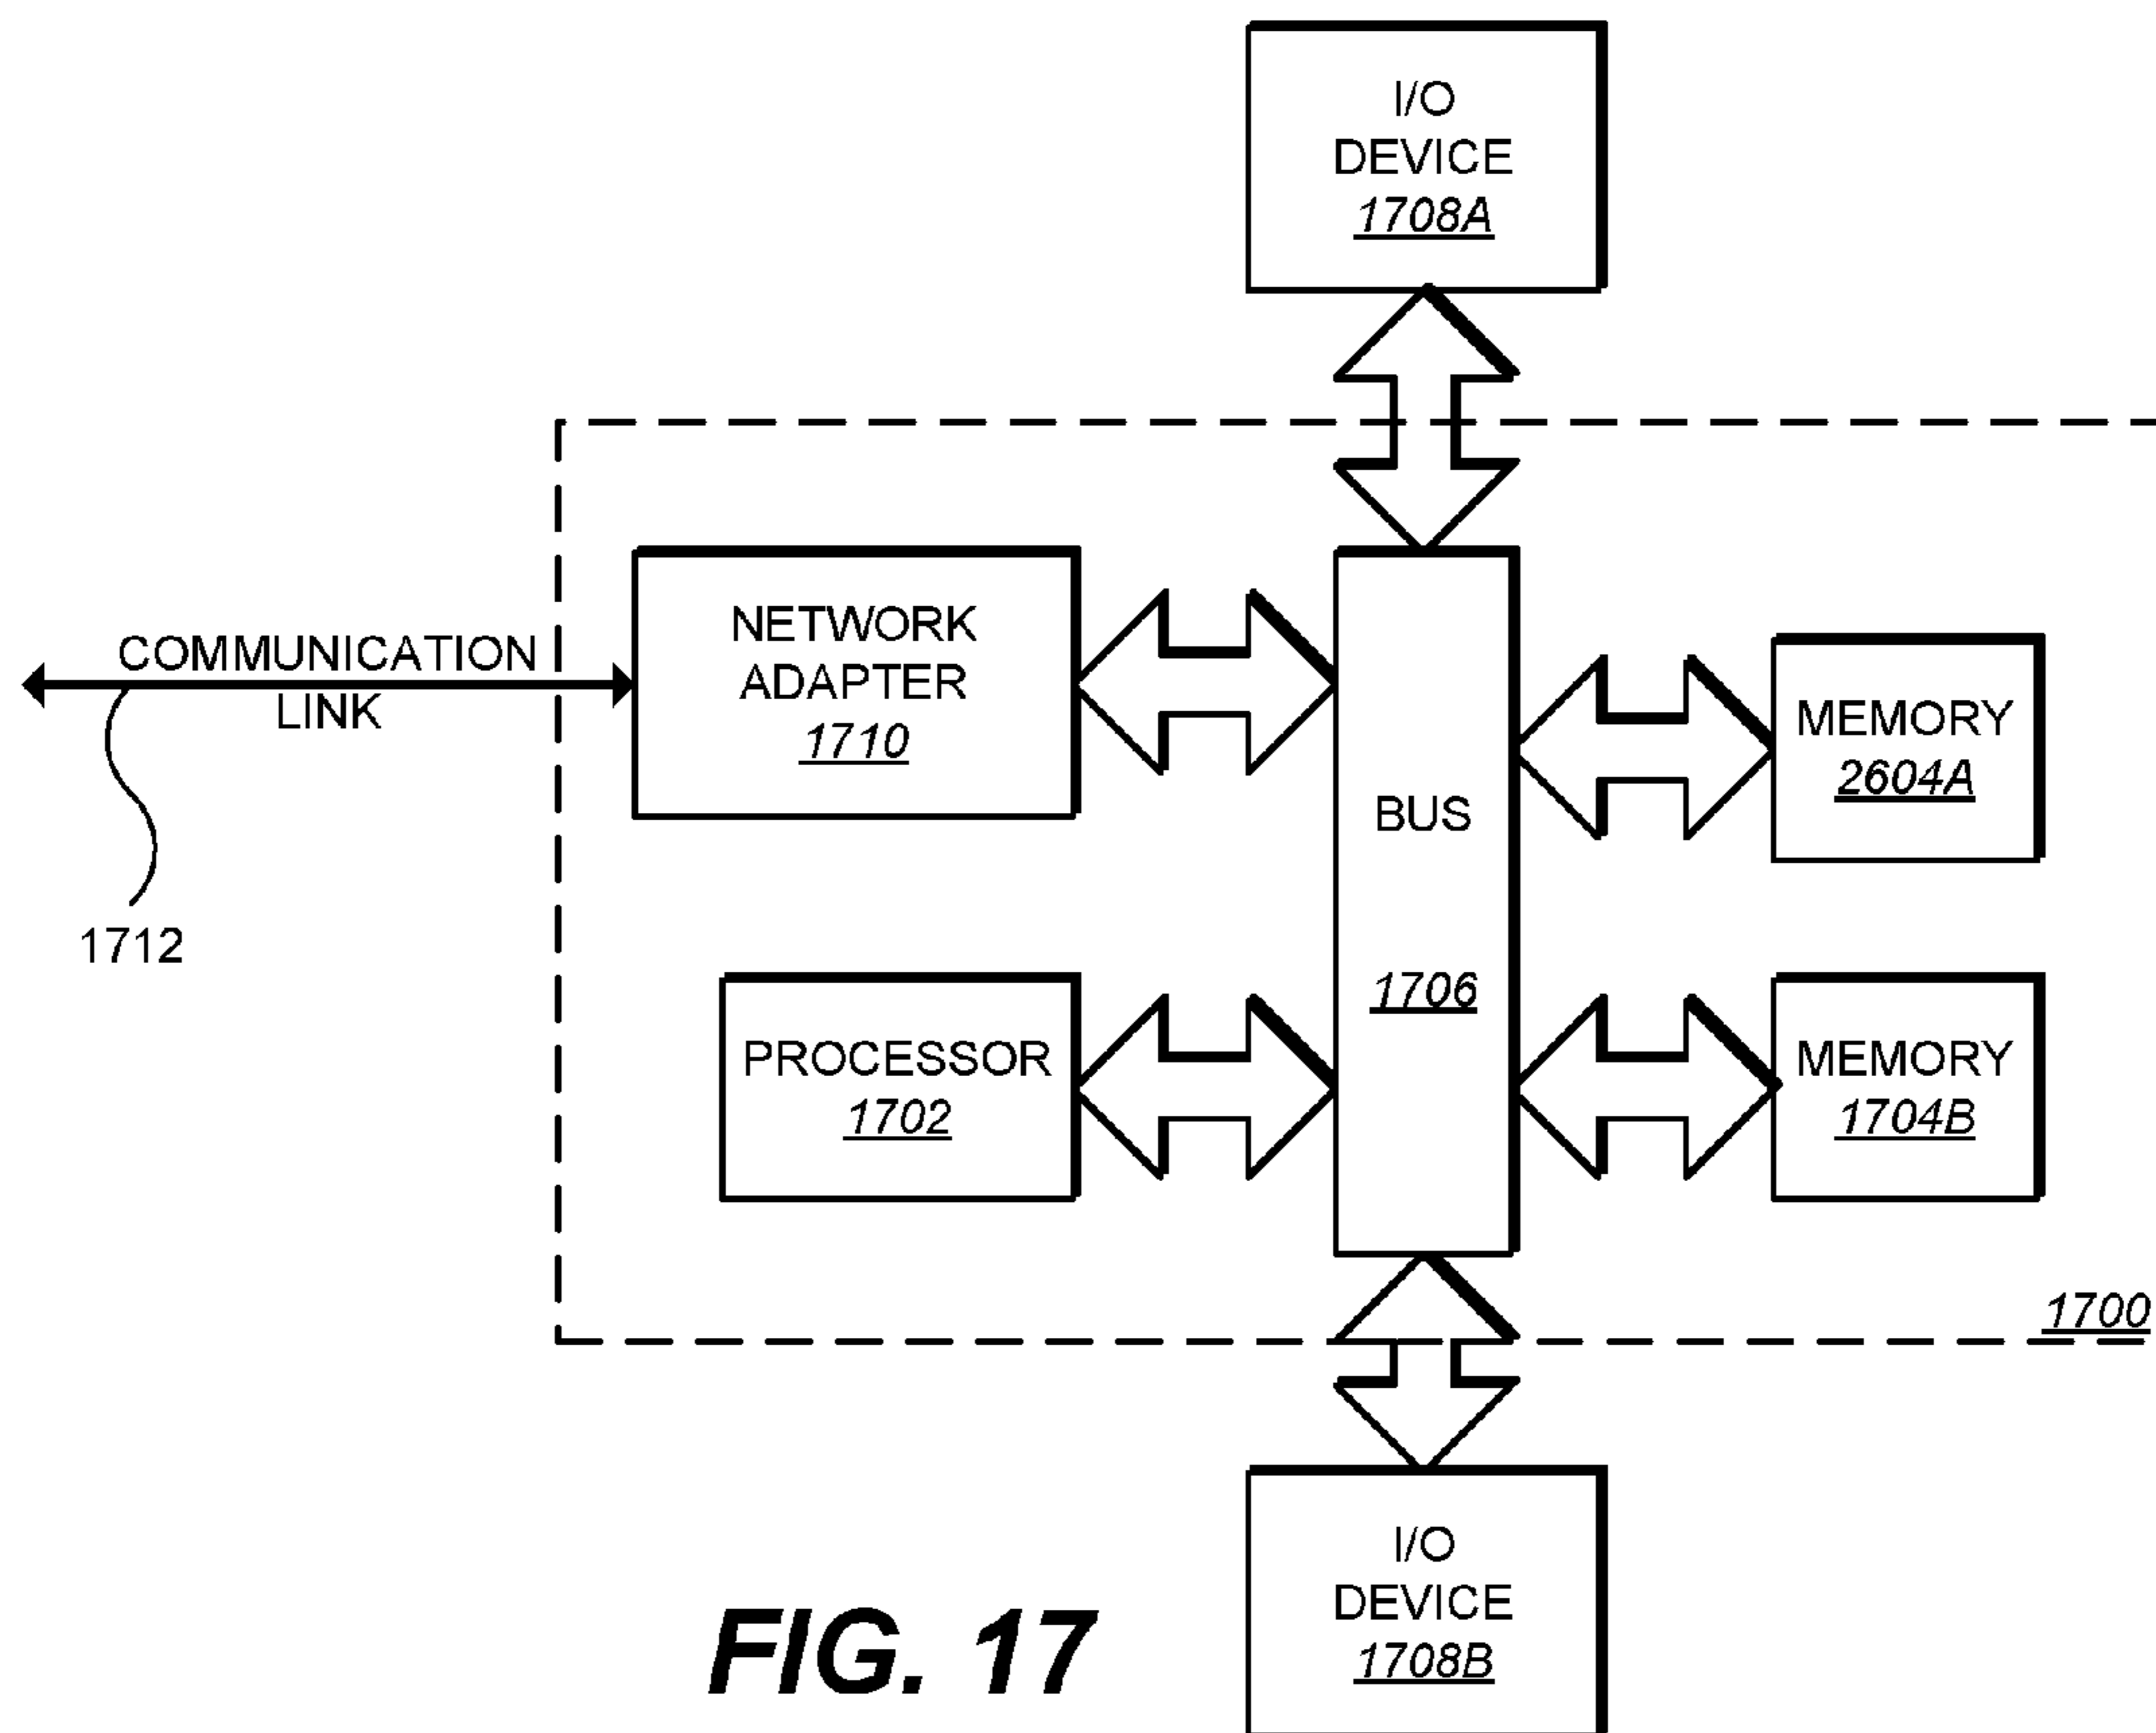 I/O
DEVICE
1708A
NETWORK
ADAPTER
1710
COMMUNICATION
LINK
1712
BUS
1706
MEMORY
2604A
PROCESSOR
1702
MEMORY
1704B
1700
I/O
DEVICE
1708B
FIG. 17